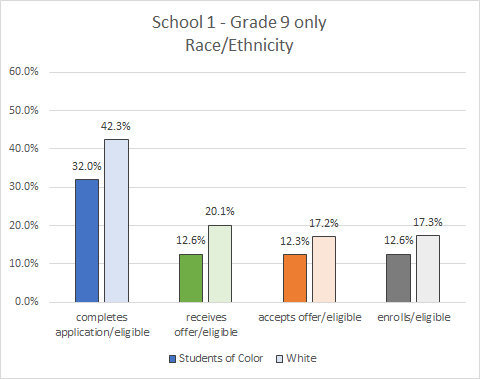 School 1 - Grade 9 only
Race/Ethnicity
60.0%
50.0%
40.0%
30.0%
20.0%
10.0%
0.0%
32.0%
42.3%
12.6%
20.1%
12.3%
17.2%
12.6%
17.3%
completes
application/eligible
receives
offer/eligible
accepts offer/eligible
enrolls/eligible
Students of Color
White